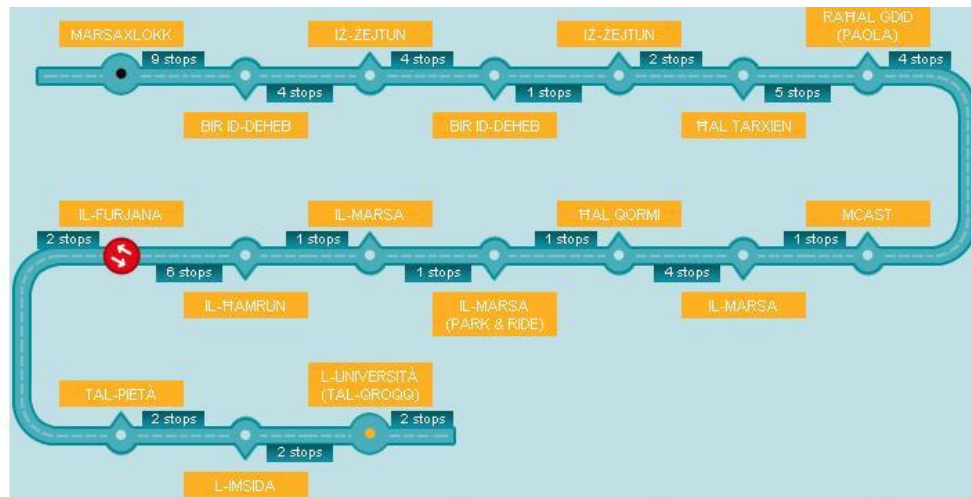 MARSAXLOKK
IŻ-ŻEJTUN
IŻ-ŻEJTUN
RAĦAL ĠDID
(PAOLA)
9 stops
4 stops
2 stops
4 stops
4 stops
1 stops
5 stops
BIR ID-DEHEB
BIR ID-DEHEB
ĦAL TARXIEN
IL-FURJANA
IL-MARSA
ĦAL QORMI
MCAST
2 stops
1 stops
1 stops
1 stops
6 stops
1 stops
4 stops
IL-ĦAMRUN
IL-MARSA
(PARK & RIDE)
IL-MARSA
TAL-PIETÀ
L-UNIVERSITÀ
(TAL-QROQQ)
2 stops
2 stops
2 stops
L-IMSIDA